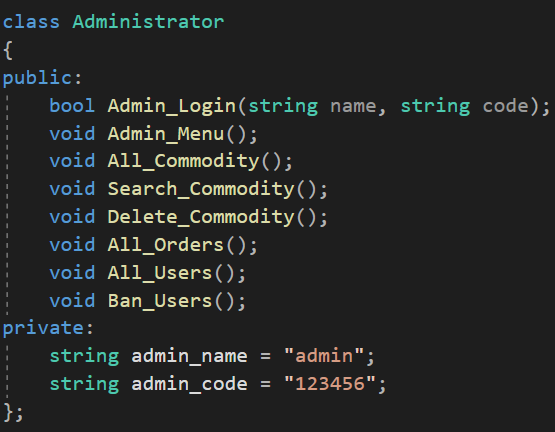 class Administrator
{
public:
    bool Admin_Login(string name, string code);
    void Admin_Menu();
    void All_Commodity();
    void Search_Commodity();
    void Delete_Commodity();
    void All_Orders();
    void All_Users();
    void Ban_Users();
private:
    string admin_name = "admin";
    string admin_code = "123456";
};